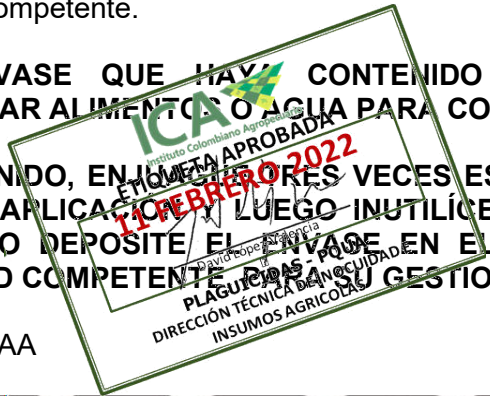 ompetente.
VASE QUE HAYA CONTENIDO
AR ALIMENTOS O AGUA PARA CO
NIDO, ENJUAGUE TRES VECES ES
APLICACIÓN Y LUEGO INUTILÍCE
O DEPOSITE EL ENVASE EN EL
D COMPETENTE PARA SU GESTIO
AA
ICA
Instituto Colombiano Agropecuario
ETIQUETA APROBADA
11 FEBRERO 2022
David López Valencia
PLAGUICIDAS - PQUA
DIRECCIÓN TÉCNICA DE INOCUIDAD E
INSUMOS AGRICOLAS